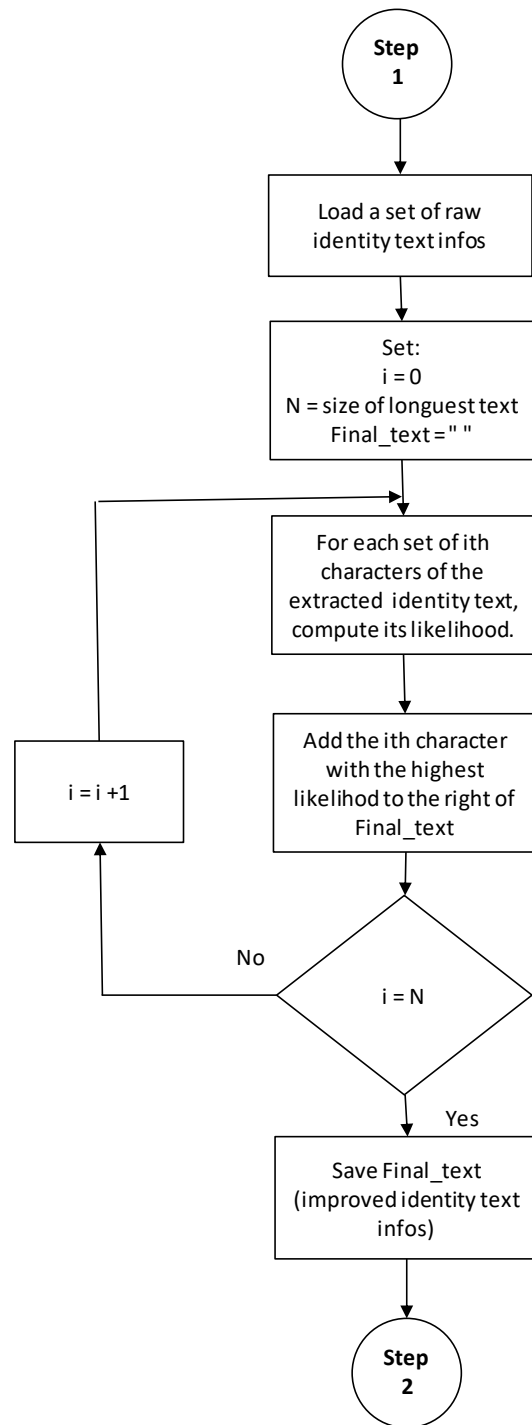 Step
1
Load a set of raw
identity text infos
Set:
i = 0
N = size of longuest text
Final_text = " "
For each set of ith
characters of the
extracted identity text,
compute its likelihood.
Add the ith character
with the highest
likelihod to the right of
Final_text
i = i +1
No
i = N
Yes
Save Final_text
(improved identity text
infos)
Step
2